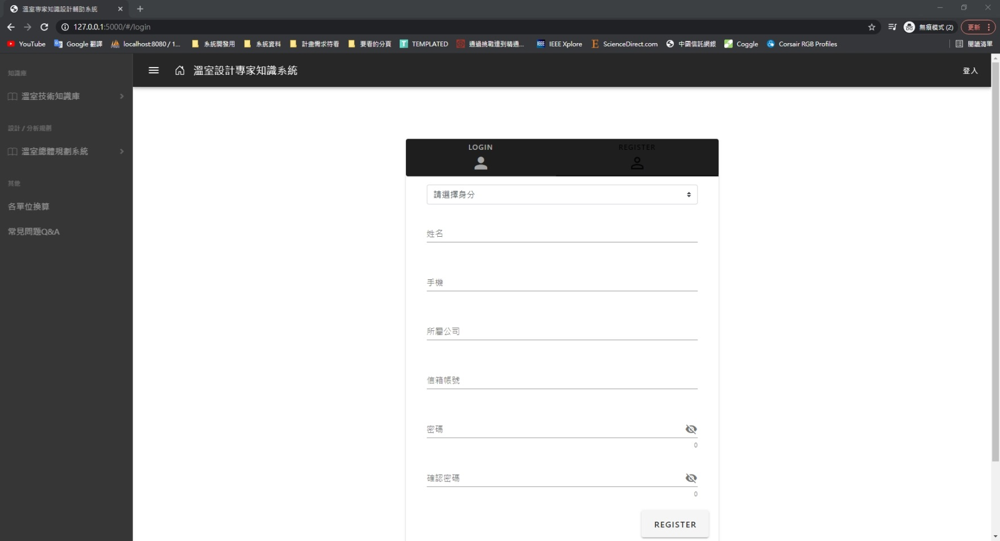 溫室專家知識設計輔助系統
127.0.0.1:5000/#/login
無痕模式 (2)
更新
YouTube
Google 翻譯
localhost:8080 / 1...
系統開發用
系統資料
計畫需求待看
要看的分頁
TEMPLATED
通過挑戰達到精通...
IEEE Xplore
ScienceDirect.com
中國信託網銀
Coggle
Corsair RGB Profiles
閱讀清單
知識庫
溫室技術知識庫
設計 / 分析規劃
溫室總體規劃系統
其他
各單位換算
常見問題Q&A
溫室設計專家知識系統
登入
LOGIN
REGISTER
請選擇身分
姓名
手機
所屬公司
信箱帳號
密碼
0
確認密碼
0
REGISTER